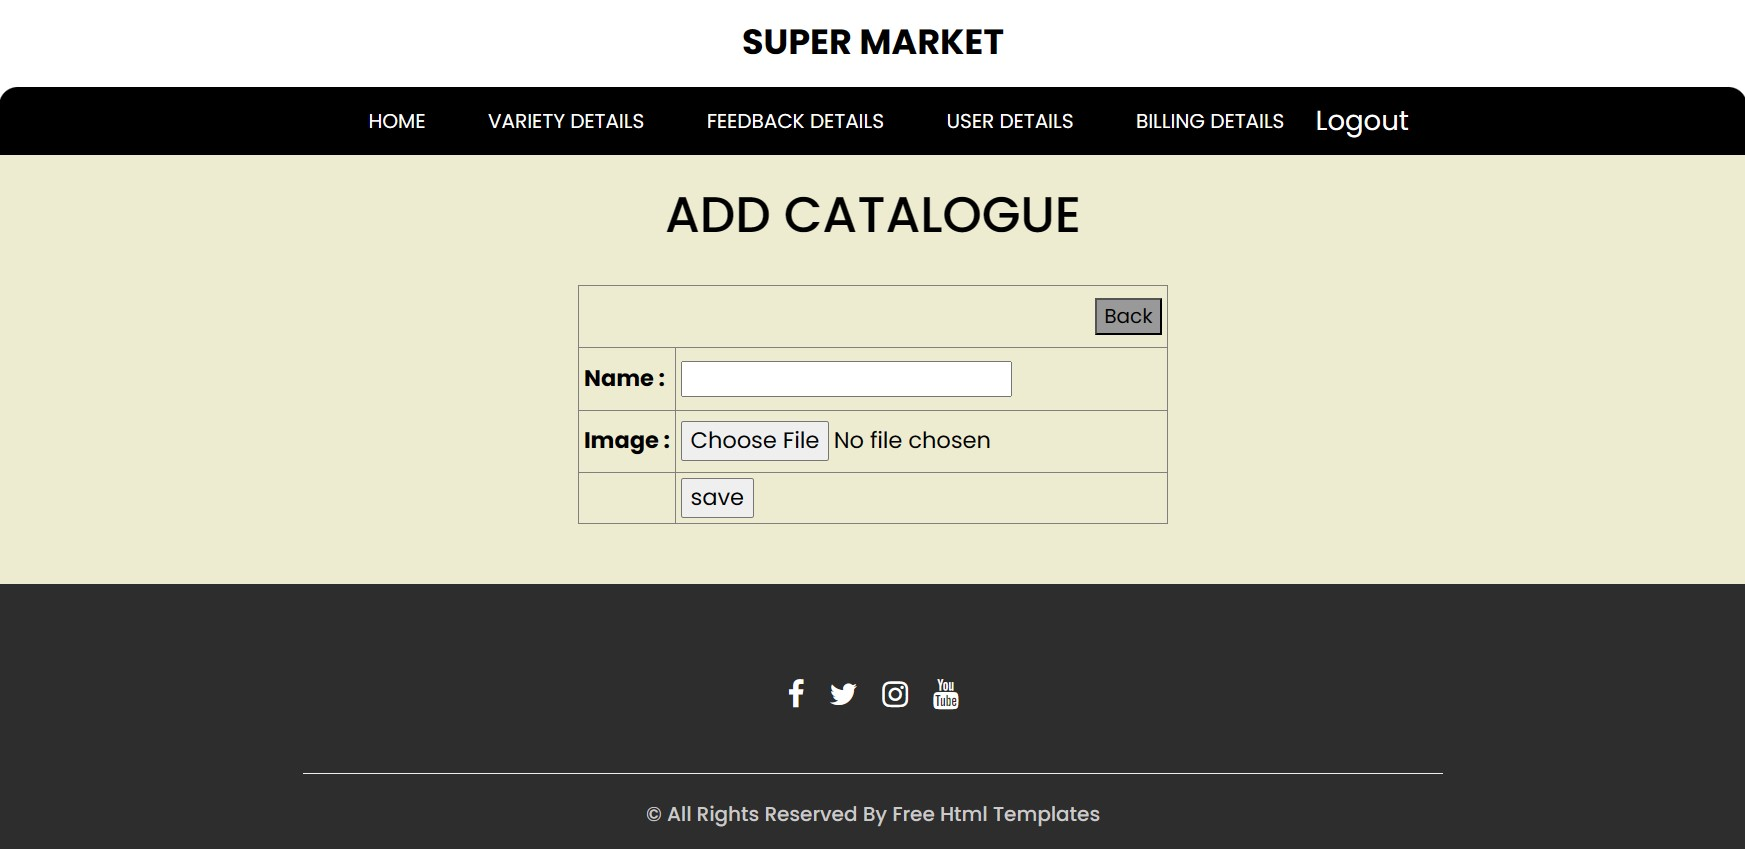 SUPER MARKET
HOME VARIETY DETAILS FEEDBACK DETAILS USER DETAILS BILLING DETAILS Logout
ADD CATALOGUE
Back
Name :
Image : Choose File No file chosen
save
You
Tube
© All Rights Reserved By Free Html Templates